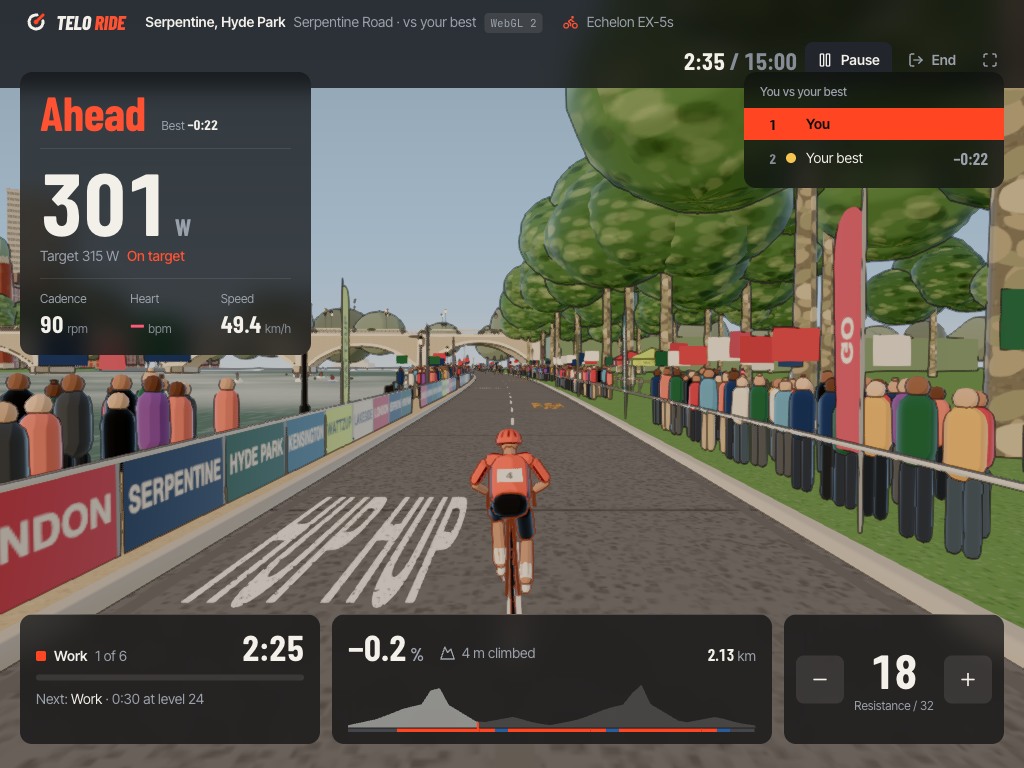 TELO RIDE Serpentine, Hyde Park Serpentine Road · vs your best WebGL 2 Echelon EX-5s
2:35 / 15:00 Pause End
Ahead Best −0:22
301 W
Target 315 W On target
Cadence Heart Speed
90 rpm — bpm 49.4 km/h
You vs your best
1 You
2 Your best −0:22
GO
NDON SERPENTINE HYDE PARK KENSINGTON
4
HUP HUP
Work 1 of 6 2:25
Next: Work · 0:30 at level 24
−0.2 % 4 m climbed 2.13 km
− 18 +
Resistance / 32